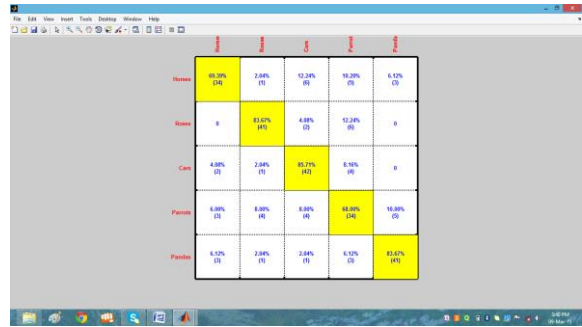 File Edit View Insert Tools Desktop Window Help
Homes Roses Cars Parrot Panda
Homes 69.39% (34) 2.04% (1) 12.24% (6) 10.20% (5) 6.12% (3)
Roses 0 83.67% (41) 4.08% (2) 12.24% (6) 0
Cars 4.08% (2) 2.04% (1) 85.71% (42) 8.16% (4) 0
Parrots 6.00% (3) 8.00% (4) 8.00% (4) 68.00% (34) 10.00% (5)
Pandas 6.12% (3) 2.04% (1) 2.04% (1) 6.12% (3) 83.67% (41)